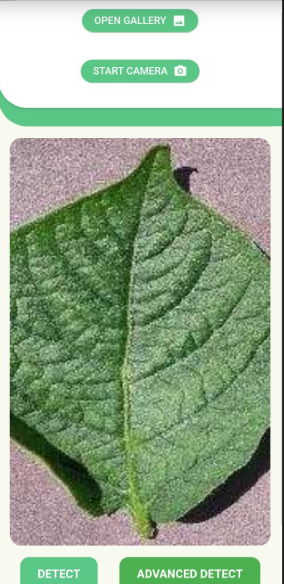 OPEN GALLERY
START CAMERA
DETECT
ADVANCED DETECT